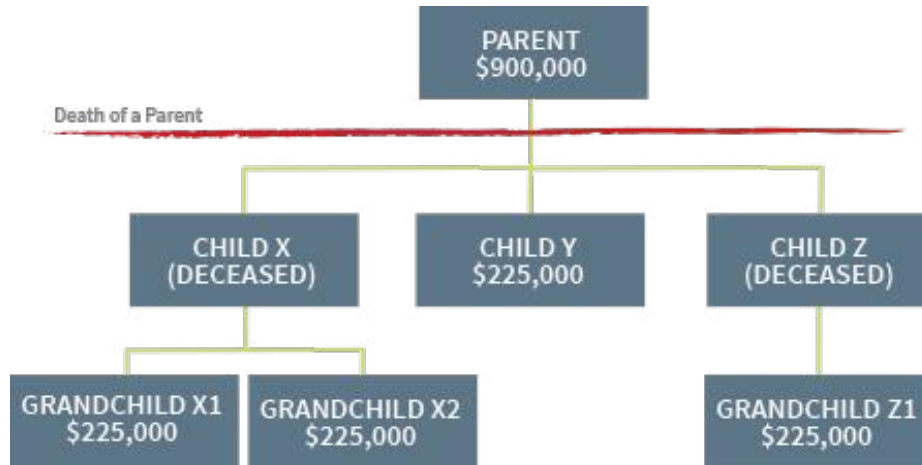 PARENT
$900,000
Death of a Parent
CHILD X
(DECEASED)
CHILD Y
$225,000
CHILD Z
(DECEASED)
GRANDCHILD X1
$225,000
GRANDCHILD X2
$225,000
GRANDCHILD Z1
$225,000